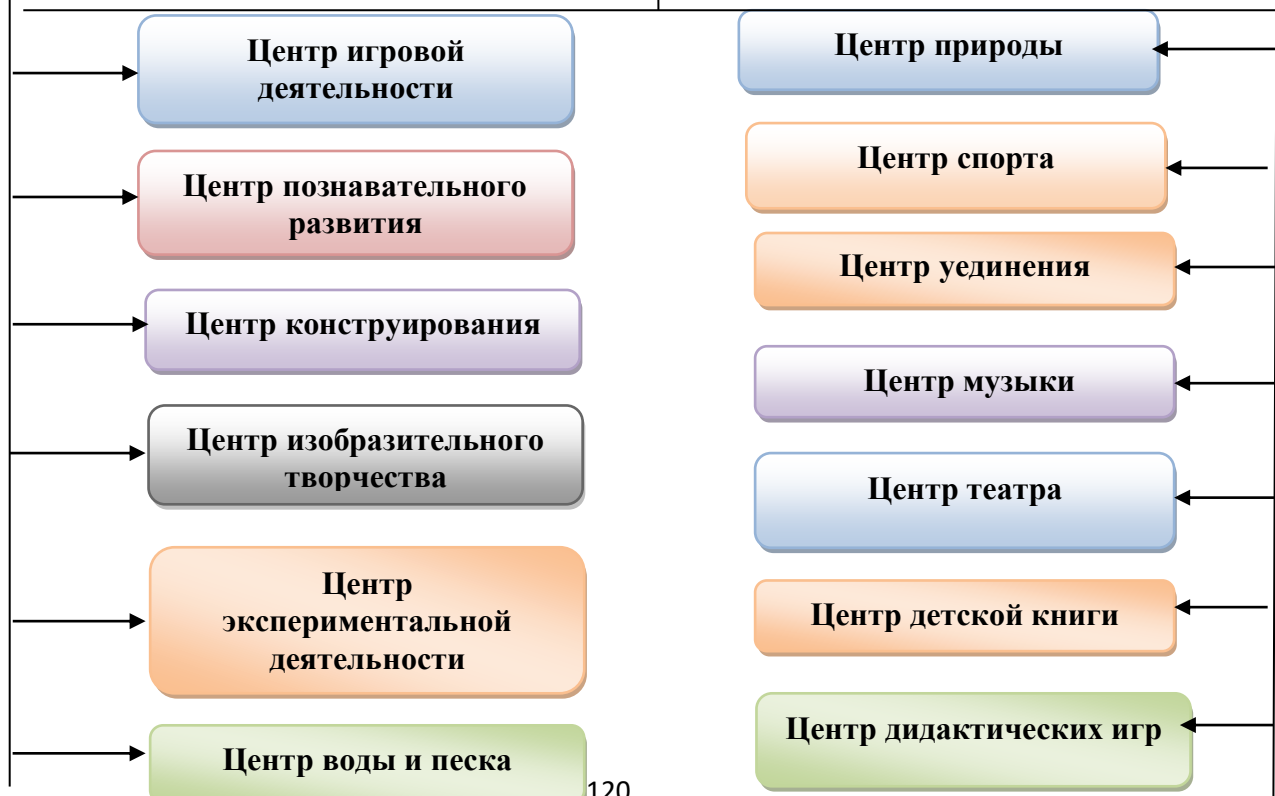 Центр игровой
деятельности
Центр познавательного
развития
Центр конструирования
Центр изобразительного
творчества
Центр
экспериментальной
деятельности
Центр воды и песка
Центр природы
Центр спорта
Центр уединения
Центр музыки
Центр театра
Центр детской книги
Центр дидактических игр
120